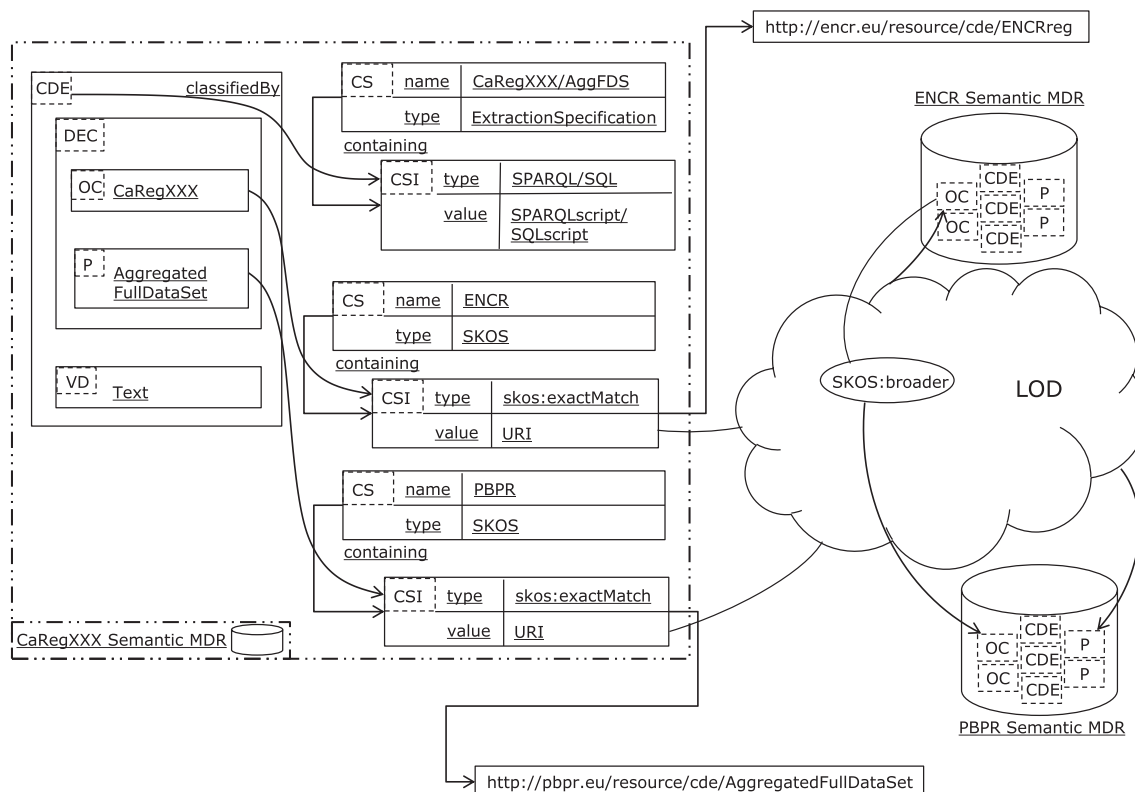 http://encr.eu/resource/cde/ENCRreg
CDE
classifiedBy
DEC
OC CaRegXXX
P Aggregated
FullDataSet
VD Text
CS name CaRegXXX/AggFDS
type ExtractionSpecification
containing
CSI type SPARQL/SQL
value SPARQLscript/
SQLscript
CS name ENCR
type SKOS
containing
CSI type skos:exactMatch
value URI
CS name PBPR
type SKOS
containing
CSI type skos:exactMatch
value URI
CaRegXXX Semantic MDR
ENCR Semantic MDR
OC CDE P
OC CDE P
CDE
SKOS:broader
LOD
OC CDE P
OC CDE P
CDE
PBPR Semantic MDR
http://pbpr.eu/resource/cde/AggregatedFullDataSet